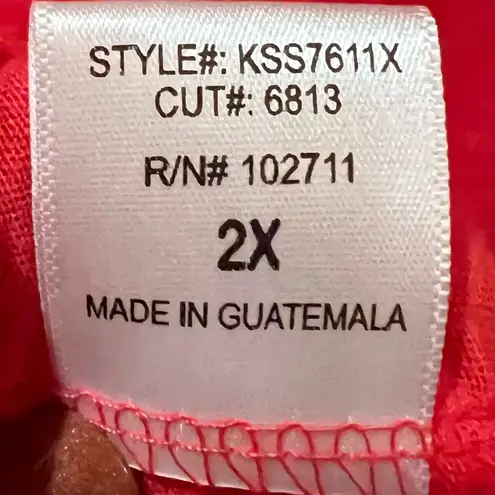 STYLE#: KSS7611X
CUT#: 6813
R/N# 102711
2X
MADE IN GUATEMALA